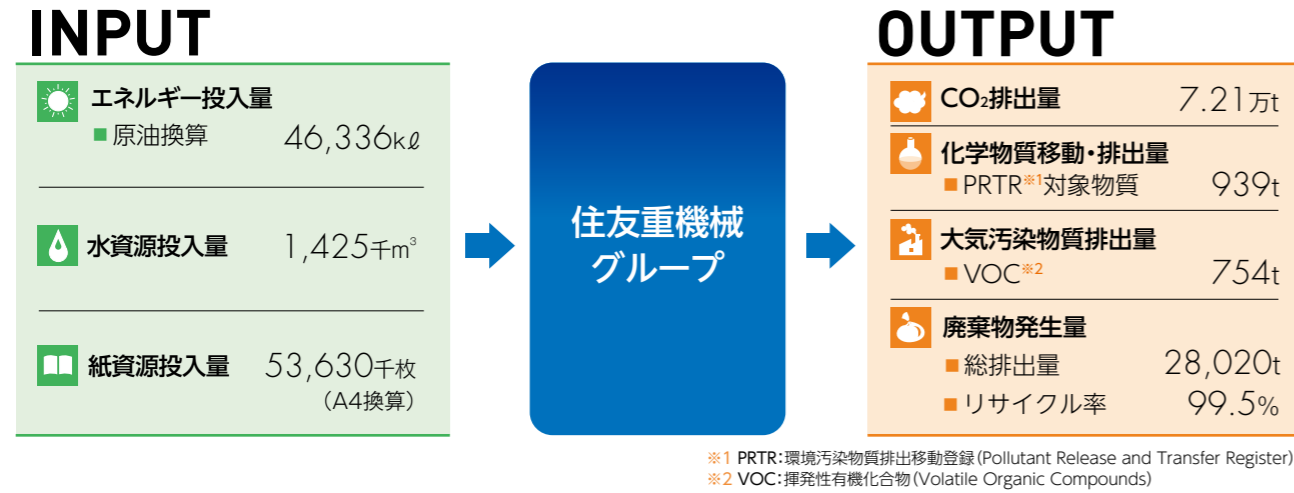 INPUT
エネルギー投入量
■原油換算 46,336kℓ
水資源投入量 1,425千m³
紙資源投入量 53,630千枚
（A4換算）
住友重機械
グループ
OUTPUT
CO₂排出量 7.21万t
化学物質移動・排出量
■PRTR※1対象物質 939t
大気汚染物質排出量
■VOC※2 754t
廃棄物発生量
■総排出量 28,020t
■リサイクル率 99.5%
※1 PRTR：環境汚染物質排出移動登録（Pollutant Release and Transfer Register）
※2 VOC：揮発性有機化合物（Volatile Organic Compounds）